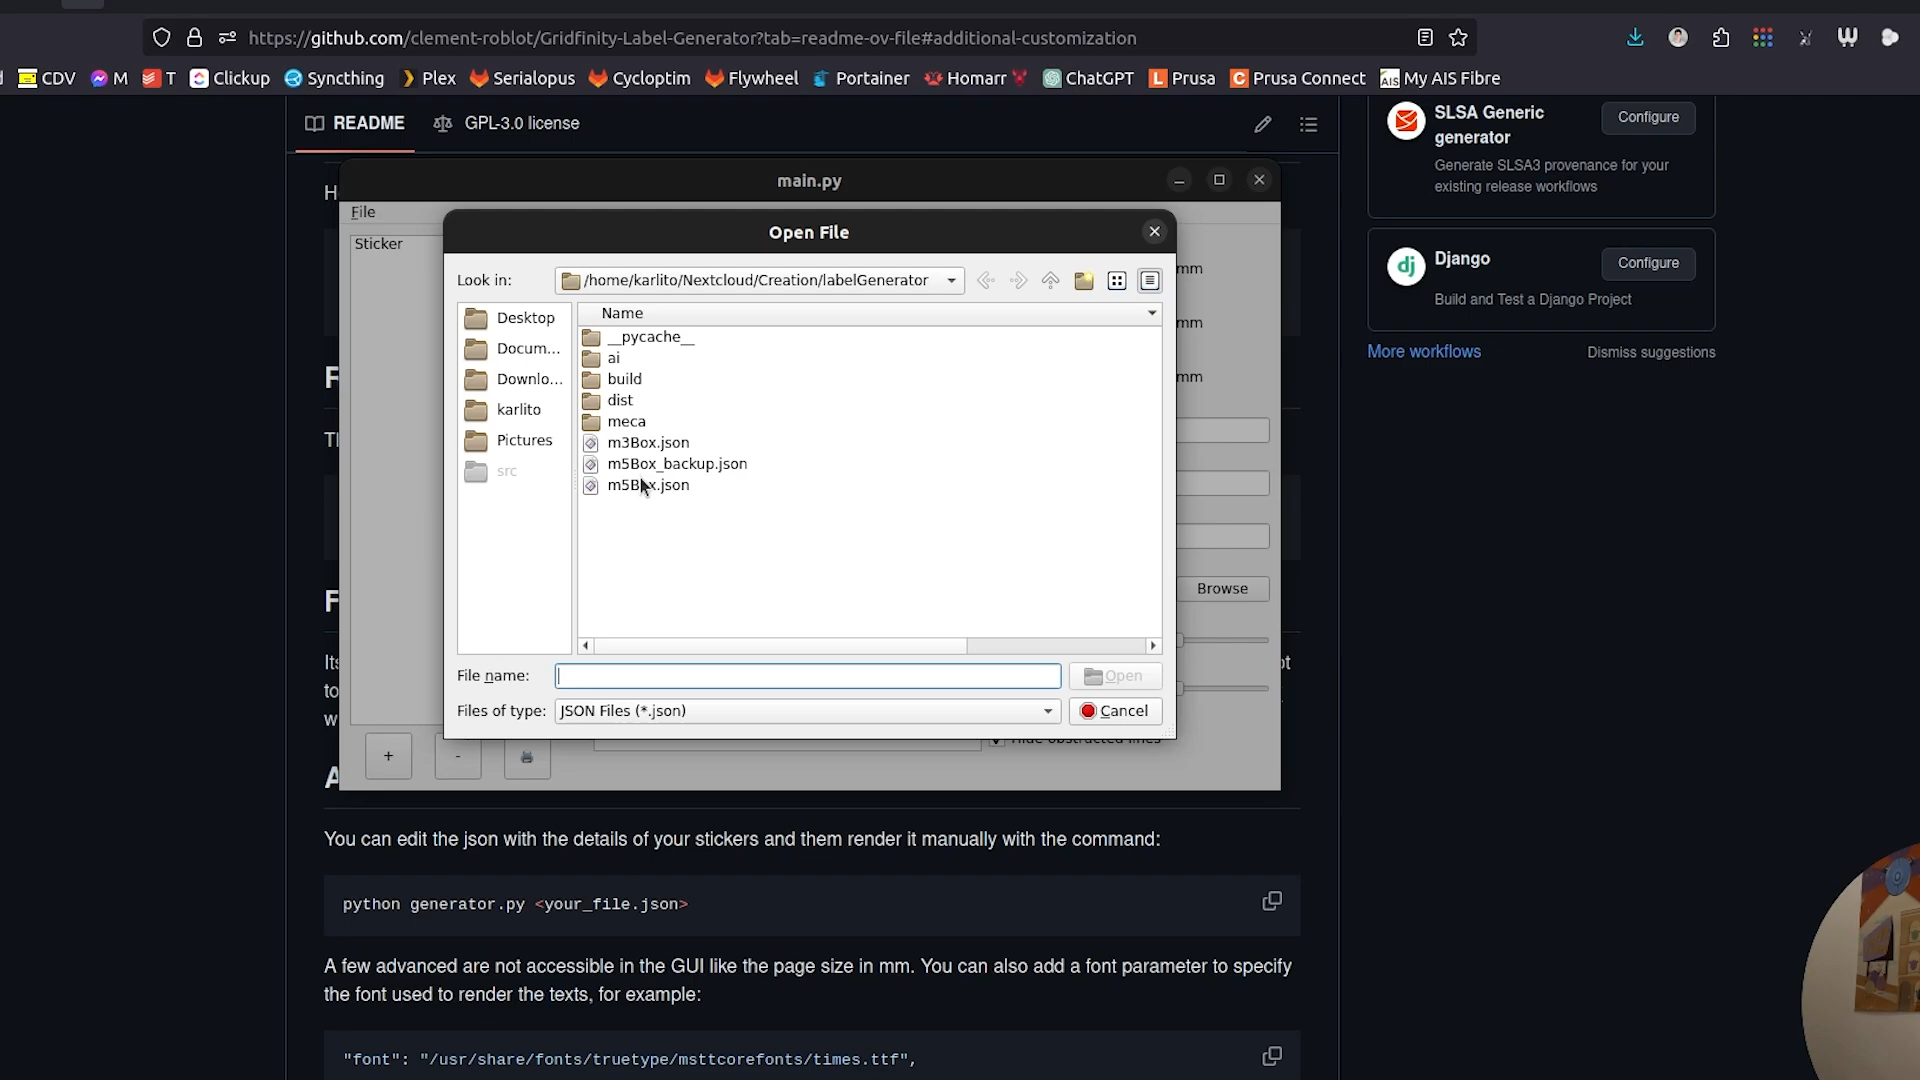 https://github.com/clement-roblot/Gridfinity-Label-Generator?tab=readme-ov-file#additional-customization
CDV M T Clickup Syncthing Plex Serialopus Cycloptim Flywheel Portainer Homarr ChatGPT Prusa Prusa Connect My AIS Fibre
README GPL-3.0 license
SLSA Generic
generator
Configure
Generate SLSA3 provenance for your
existing release workflows
Django
Configure
Build and Test a Django Project
More workflows Dismiss suggestions
main.py
File
Sticker
mm
mm
mm
Browse
+ -
Open File
Look in: /home/karlito/Nextcloud/Creation/labelGenerator
Desktop
Docum...
Downlo...
karlito
Pictures
src
Name
__pycache__
ai
build
dist
meca
m3Box.json
m5Box_backup.json
m5Box.json
File name: Open
Files of type: JSON Files (*.json) Cancel
Hide obstructed lines
You can edit the json with the details of your stickers and them render it manually with the command:
python generator.py <your_file.json>
A few advanced are not accessible in the GUI like the page size in mm. You can also add a font parameter to specify
the font used to render the texts, for example:
"font": "/usr/share/fonts/truetype/msttcorefonts/times.ttf",